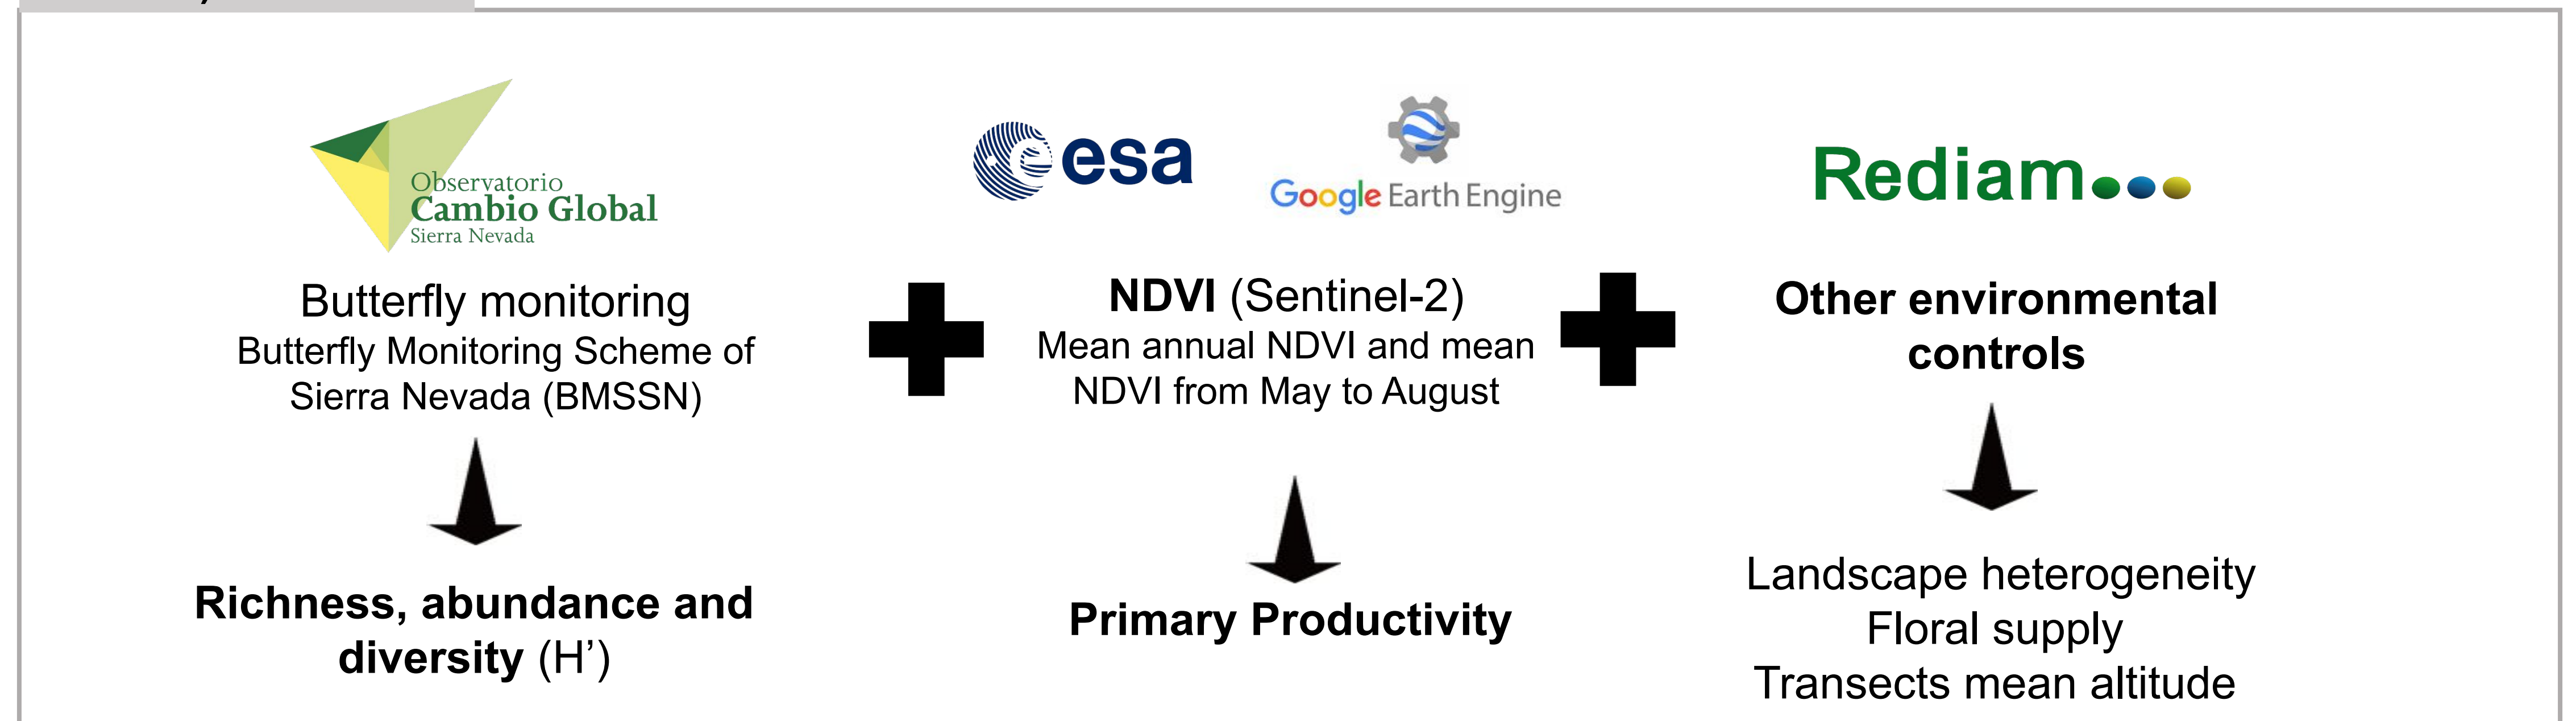 Observatorio
Cambio Global
Sierra Nevada
Butterfly monitoring
Butterfly Monitoring Scheme of
Sierra Nevada (BMSSN)
Richness, abundance and
diversity (H’)
esa
Google Earth Engine
NDVI (Sentinel-2)
Mean annual NDVI and mean
NDVI from May to August
Primary Productivity
Rediam
Other environmental
controls
Landscape heterogeneity
Floral supply
Transects mean altitude